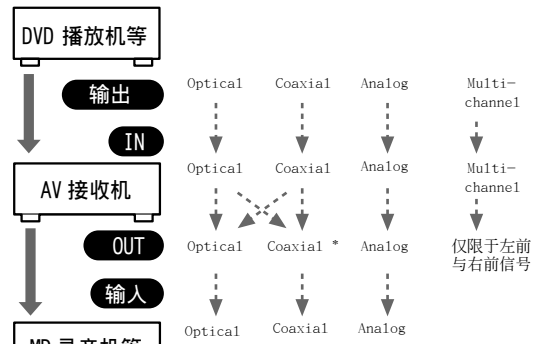 DVD 播放机等
输出
Optical Coaxial Analog Multi-
channel
IN
AV 接收机
Optical Coaxial Analog Multi-
channel
OUT
Optical Coaxial * Analog 仅限于左前
与右前信号
输入
Optical Coaxial Analog
MD 录音机等